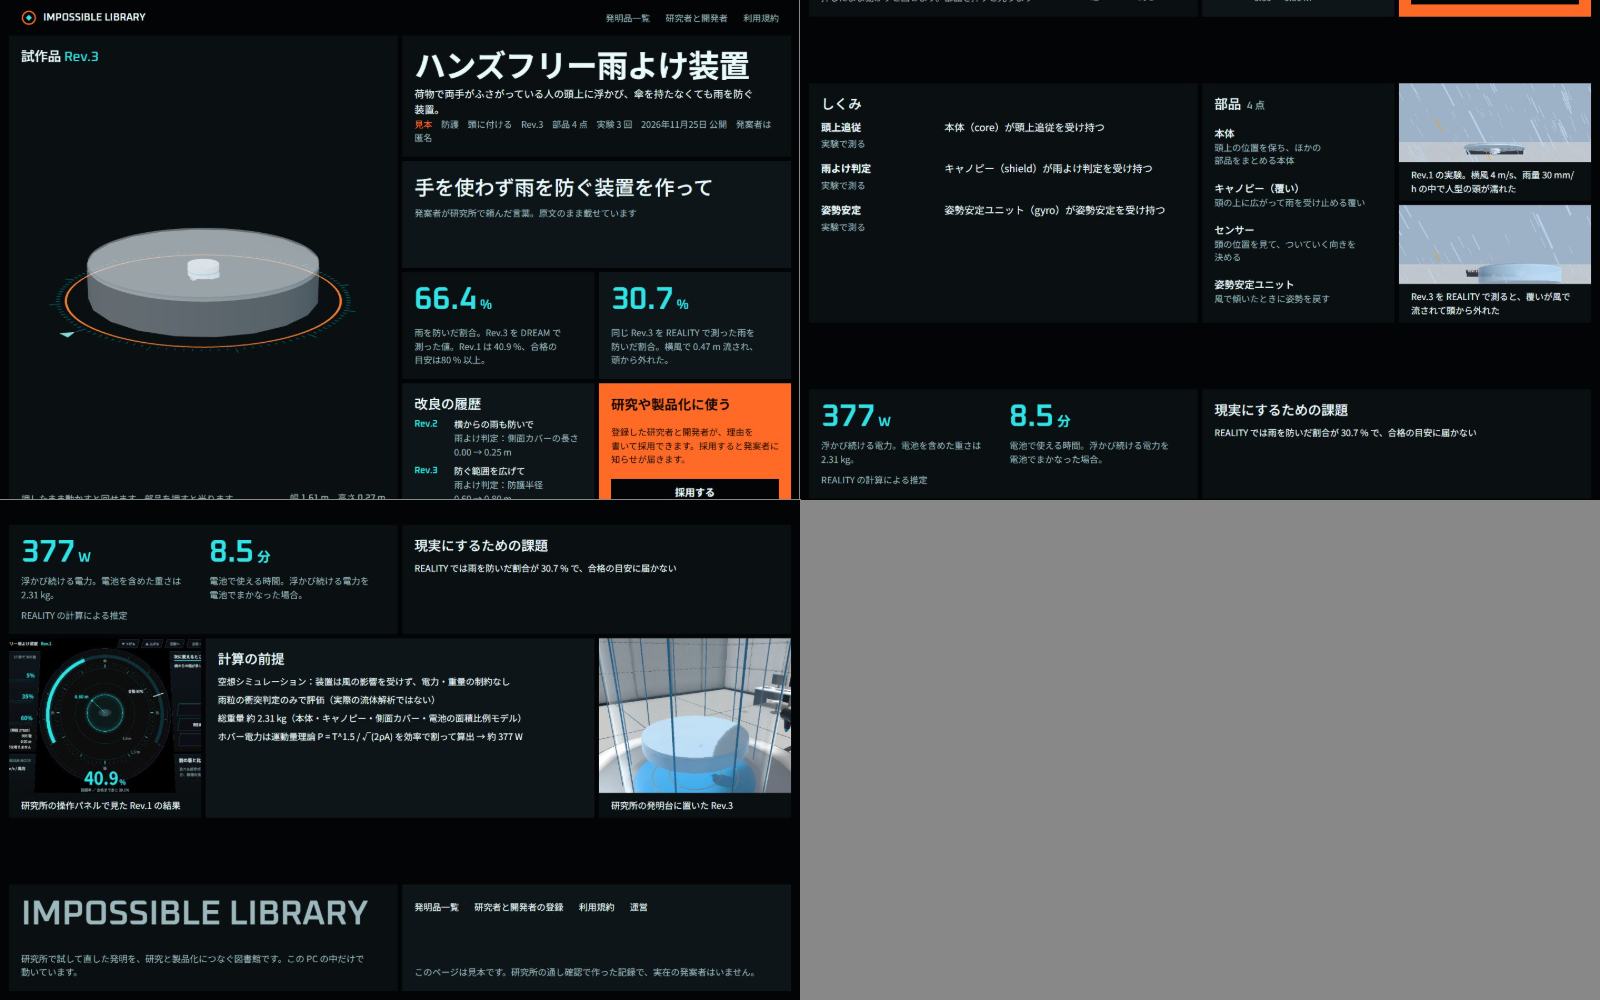 IMPOSSIBLE LIBRARY
発明品一覧 研究者と開発者 利用規約
試作品 Rev.3
ハンズフリー雨よけ装置
荷物で両手がふさがっている人の頭上に浮かび、傘を持たなくても雨を防ぐ
装置。
見本 防護 頭に付ける Rev.3 部品 4 点 実験 3 回 2026年11月25日 公開 発案者は
匿名
手を使わず雨を防ぐ装置を作って
発案者が研究所で頼んだ言葉。原文のまま載せています
66.4 %
雨を防いだ割合。Rev.3 を DREAM で
測った値。Rev.1 は 40.9 %、合格の
目安は80 % 以上。
30.7 %
同じ Rev.3 を REALITY で測った雨を
防いだ割合。横風で 0.47 m 流され、
頭から外れた。
改良の履歴
Rev.2 横からの雨も防いで
雨よけ判定：側面カバーの長さ
0.00 → 0.25 m
Rev.3 防ぐ範囲を広げて
雨よけ判定：防護半径
0.60 → 0.80 m
研究や製品化に使う
登録した研究者と開発者が、理由を
書いて採用できます。採用すると発案者に
知らせが届きます。
採用する
押したまま動かすと回せます。部品を押すと光ります
幅 1.61 m 高さ 0.27 m
しくみ
頭上追従 本体（core）が頭上追従を受け持つ
実験で測る
雨よけ判定 キャノピー（shield）が雨よけ判定を受け持つ
実験で測る
姿勢安定 姿勢安定ユニット（gyro）が姿勢安定を受け持つ
実験で測る
部品 4 点
本体
頭上の位置を保ち、ほかの
部品をまとめる本体
キャノピー（覆い）
頭の上に広がって雨を受け止める覆い
センサー
頭の位置を見て、ついていく向きを
決める
姿勢安定ユニット
風で傾いたときに姿勢を戻す
Rev.1 の実験。横風 4 m/s、雨量 30 mm/
h の中で人型の頭が濡れた
Rev.3 を REALITY で測ると、覆いが風で
流されて頭から外れた
377 W
浮かび続ける電力。電池を含めた重さは
2.31 kg。
REALITY の計算による推定
8.5 分
電池で使える時間。浮かび続ける電力を
電池でまかなった場合。
現実にするための課題
REALITY では雨を防いだ割合が 30.7 % で、合格の目安に届かない
377 W
浮かび続ける電力。電池を含めた重さは
2.31 kg。
REALITY の計算による推定
8.5 分
電池で使える時間。浮かび続ける電力を
電池でまかなった場合。
現実にするための課題
REALITY では雨を防いだ割合が 30.7 % で、合格の目安に届かない
40.9 %
研究所の操作パネルで見た Rev.1 の結果
計算の前提
空想シミュレーション：装置は風の影響を受けず、電力・重量の制約なし
雨粒の衝突判定のみで評価（実際の流体解析ではない）
総重量 約 2.31 kg（本体・キャノピー・側面カバー・電池の面積比例モデル）
ホバー電力は運動量理論 P = T^1.5 / √(2ρA) を効率で割って算出 → 約 377 W
研究所の発明台に置いた Rev.3
IMPOSSIBLE LIBRARY
研究所で試して直した発明を、研究と製品化につなぐ図書館です。この PC の中だけで
動いています。
発明品一覧 研究者と開発者の登録 利用規約 運営
このページは見本です。研究所の通し確認で作った記録で、実在の発案者はいません。